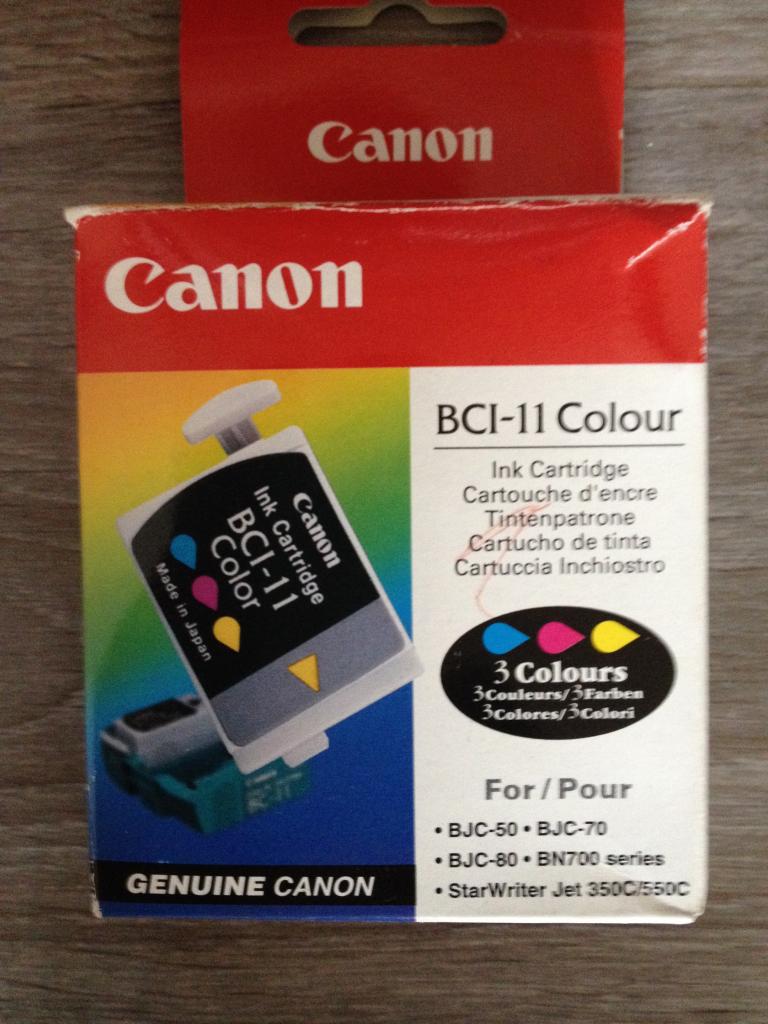 Canon
Canon
BCI-11 Colour
Ink Cartridge
Cartouche d'encre
Tintenpatrone
Cartucho de tinta
Cartuccia Inchiostro
Canon
Ink Cartridge
BCI-11
Color
Made in Japan
3 Colours
3 Couleurs/3 Farben
3 Colores/3 Colori
For / Pour
• BJC-50 • BJC-70
• BJC-80 • BN700 series
• StarWriter Jet 350C/550C
GENUINE CANON